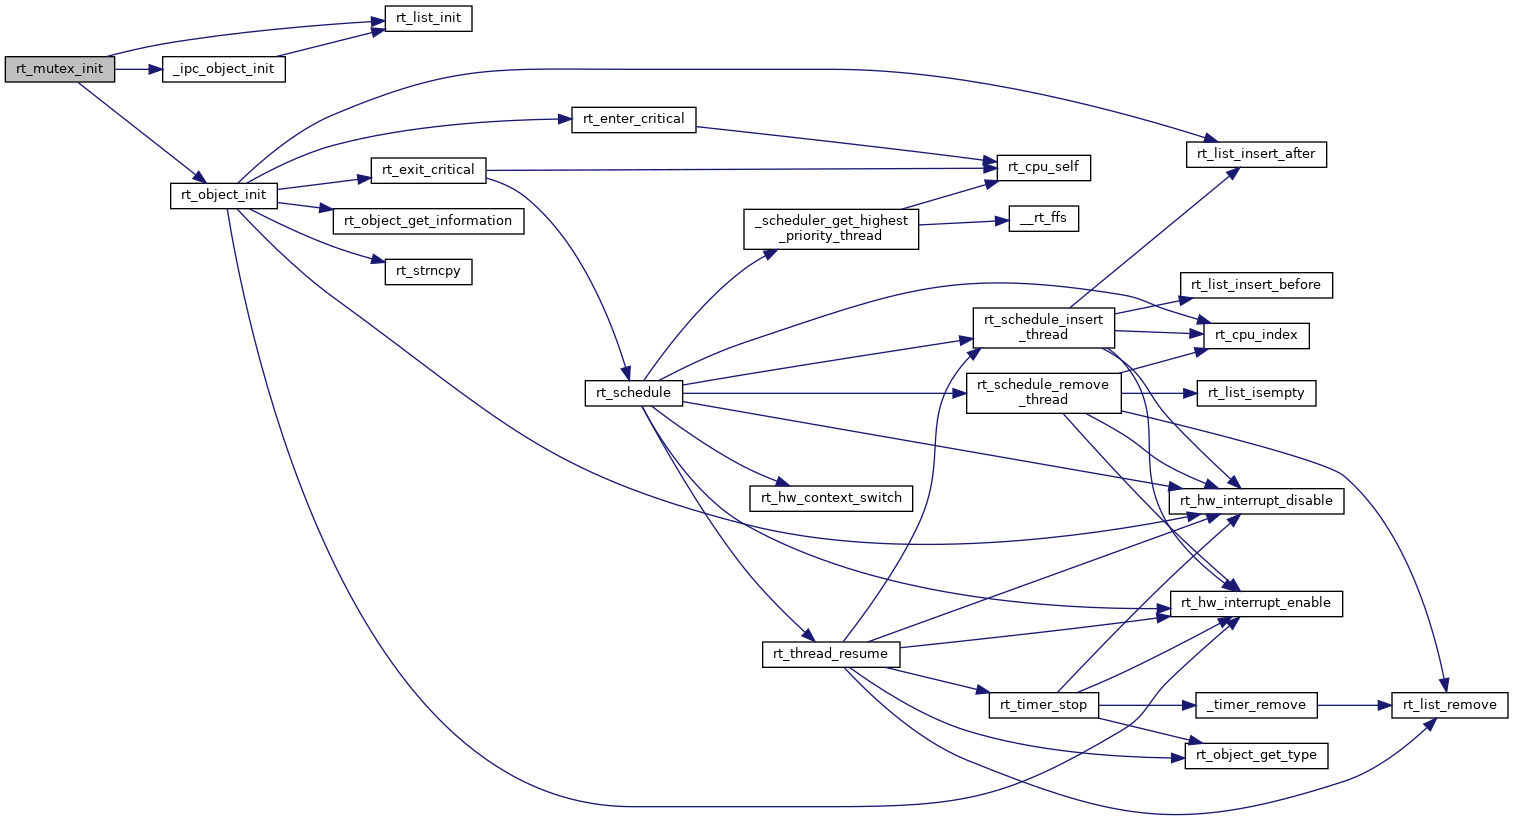 rt_list_init
rt_mutex_init
_ipc_object_init
rt_enter_critical
rt_list_insert_after
rt_exit_critical
rt_cpu_self
rt_object_init
rt_object_get_information
_scheduler_get_highest
_priority_thread
__rt_ffs
rt_strncpy
rt_list_insert_before
rt_schedule_insert
_thread
rt_cpu_index
rt_schedule
rt_schedule_remove
_thread
rt_list_isempty
rt_hw_context_switch
rt_hw_interrupt_disable
rt_hw_interrupt_enable
rt_thread_resume
rt_timer_stop
_timer_remove
rt_list_remove
rt_object_get_type